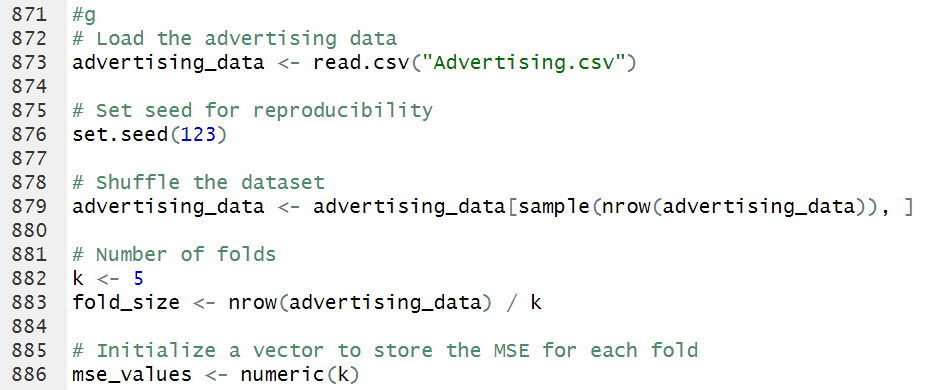 871 #g
872 # Load the advertising data
873 advertising_data <- read.csv("Advertising.csv")
874
875 # Set seed for reproducibility
876 set.seed(123)
877
878 # Shuffle the dataset
879 advertising_data <- advertising_data[sample(nrow(advertising_data)), ]
880
881 # Number of folds
882 k <- 5
883 fold_size <- nrow(advertising_data) / k
884
885 # Initialize a vector to store the MSE for each fold
886 mse_values <- numeric(k)